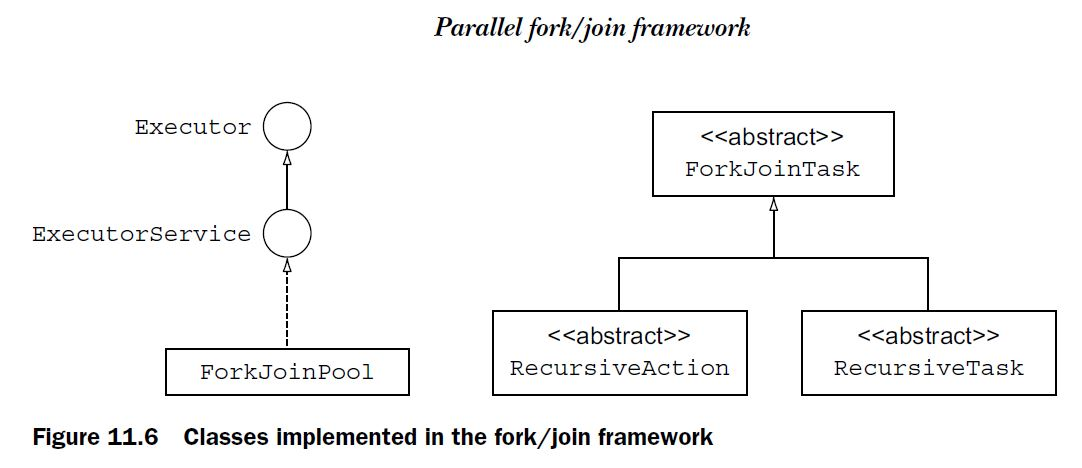 Parallel fork/join framework
Executor
ExecutorService
ForkJoinPool
<<abstract>>
ForkJoinTask
<<abstract>>
RecursiveAction
<<abstract>>
RecursiveTask
Figure 11.6 Classes implemented in the fork/join framework